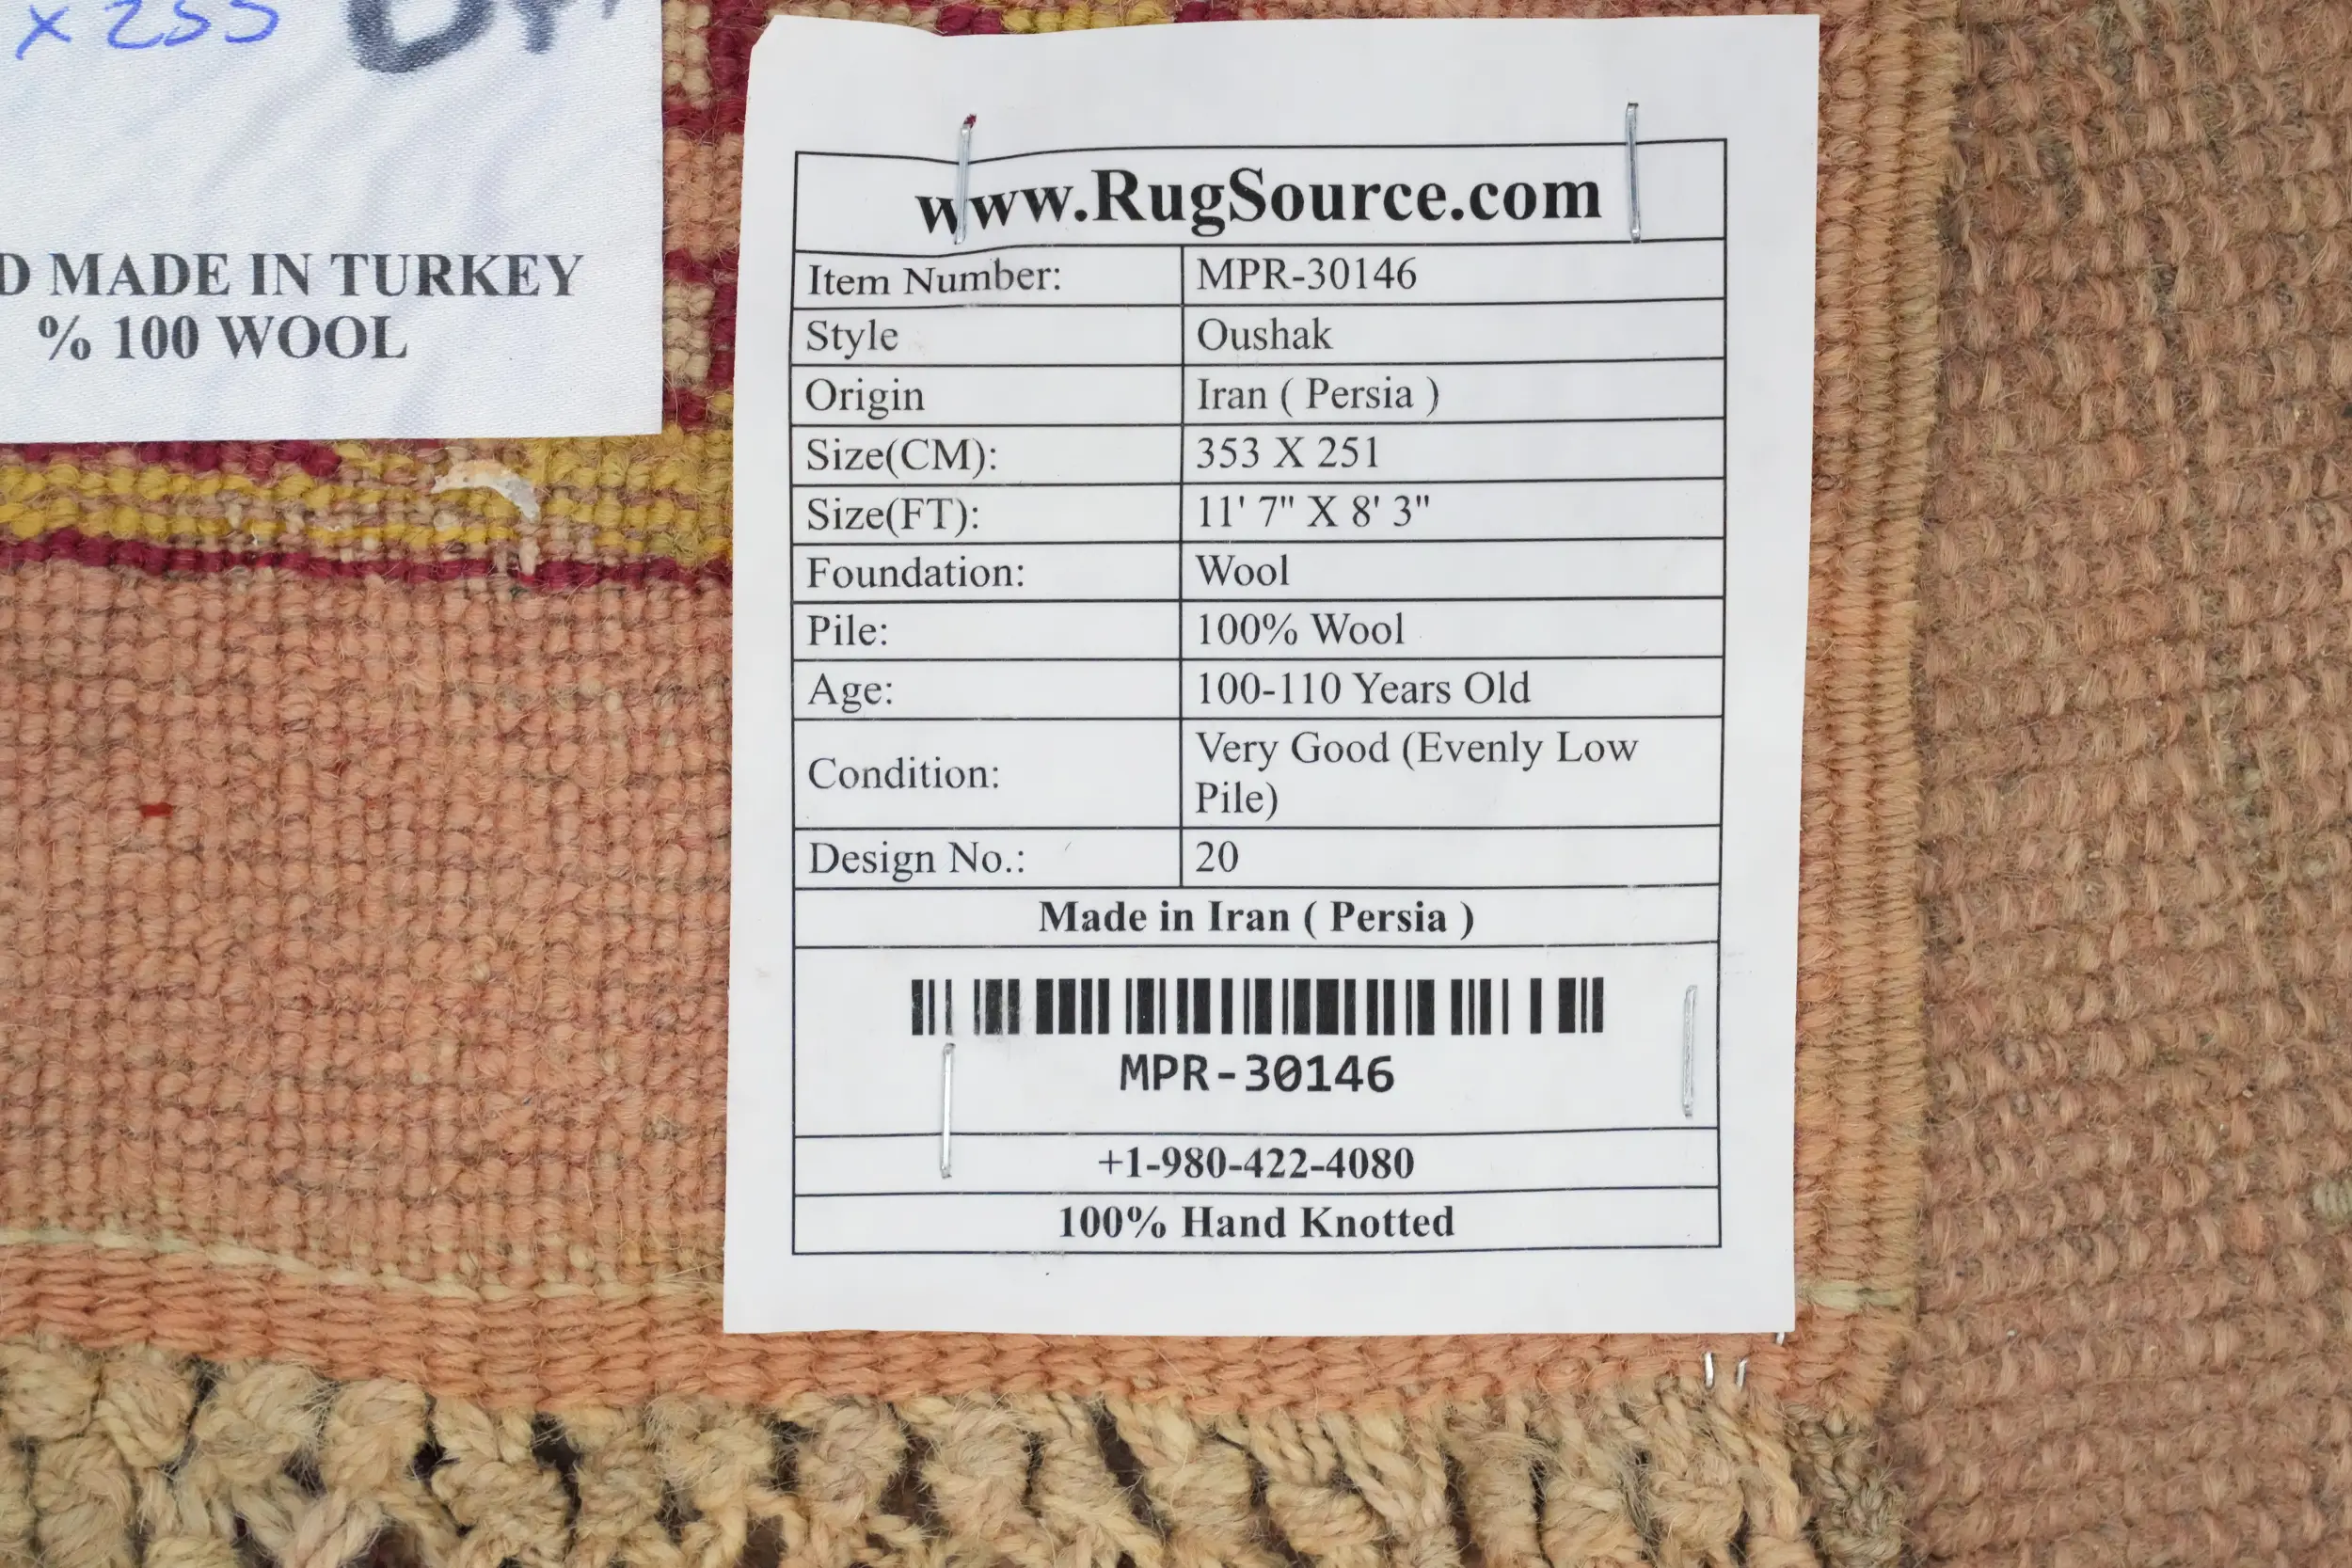 x 255
D MADE IN TURKEY
% 100 WOOL
www.RugSource.com
Item Number: MPR-30146
Style Oushak
Origin Iran ( Persia )
Size(CM): 353 X 251
Size(FT): 11' 7" X 8' 3"
Foundation: Wool
Pile: 100% Wool
Age: 100-110 Years Old
Condition: Very Good (Evenly Low
Pile)
Design No.: 20
Made in Iran ( Persia )
MPR-30146
+1-980-422-4080
100% Hand Knotted